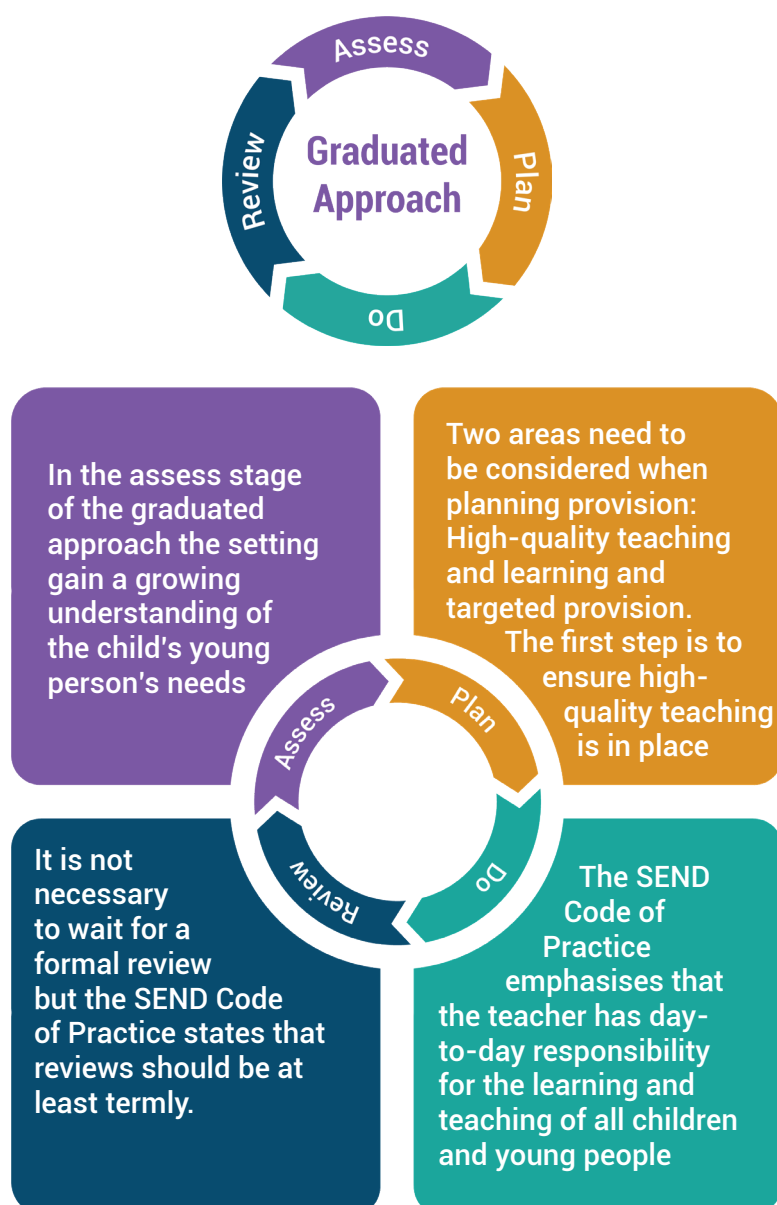 Assess
Plan
Do
Review
Graduated
Approach
In the assess stage
of the graduated
approach the setting
gain a growing
understanding of
the child's young
person's needs
Two areas need to
be considered when
planning provision:
High-quality teaching
and learning and
targeted provision.
The first step is to
ensure high-
quality teaching
is in place
Assess
Plan
Do
Review
It is not
necessary
to wait for a
formal review
but the SEND Code
of Practice states that
reviews should be at
least termly.
The SEND
Code of
Practice
emphasises that
the teacher has day-
to-day responsibility
for the learning and
teaching of all children
and young people